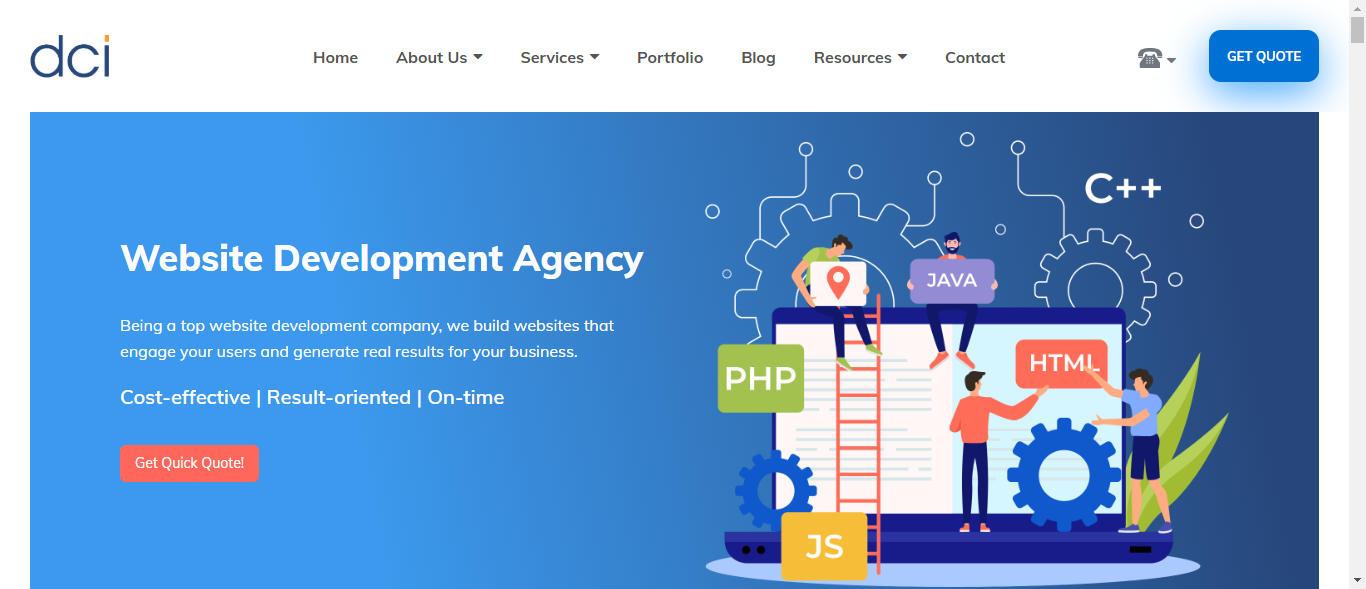 dci
Home About Us Services Portfolio Blog Resources Contact GET QUOTE
Website Development Agency
Being a top website development company, we build websites that
engage your users and generate real results for your business.
Cost-effective | Result-oriented | On-time
Get Quick Quote!
C++
JAVA
HTML
PHP
JS